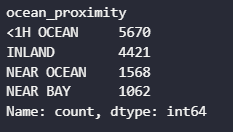 ocean_proximity
<1H OCEAN     5670
INLAND        4421
NEAR OCEAN    1568
NEAR BAY      1062
Name: count, dtype: int64